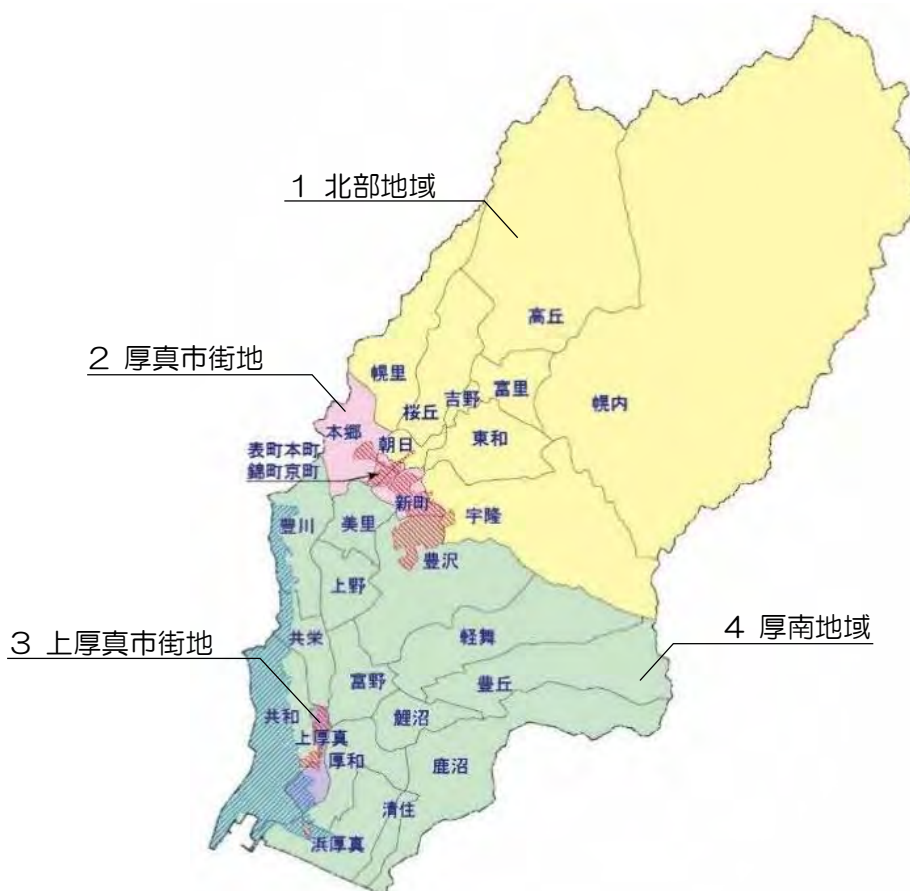 1 北部地域
高丘
2 厚真市街地
幌里
桜丘
吉野
富里
幌内
本郷
朝日
東和
表町本町
錦町京町
新町
宇隆
豊川
美里
豊沢
上野
3 上厚真市街地
共栄
軽舞
4 厚南地域
富野
豊丘
共和
上厚真
鯉沼
厚和
鹿沼
清住
浜厚真